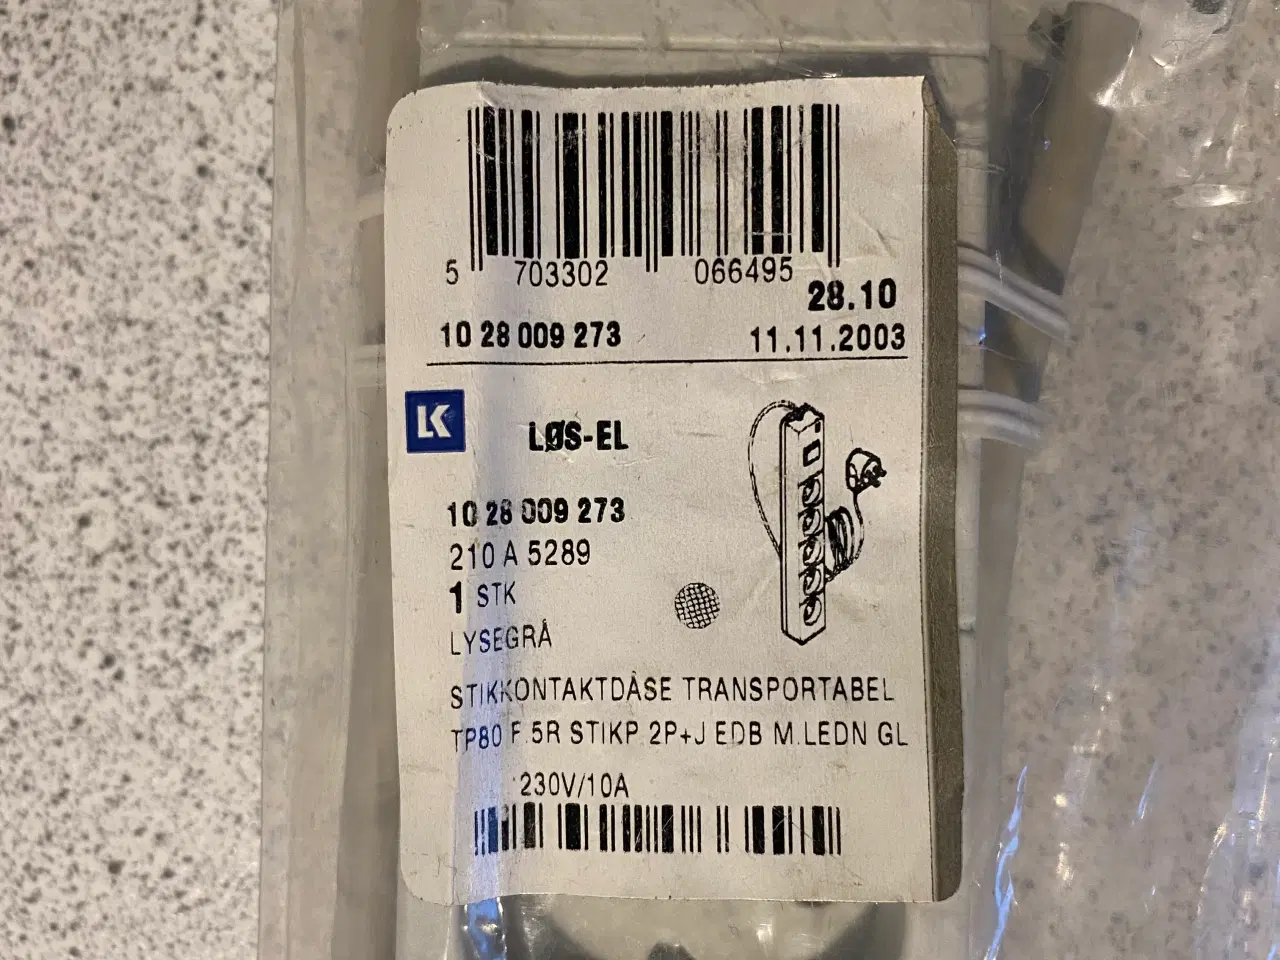 5 703302 066495
28.10
10 28 009 273 11.11.2003
LK LØS-EL
10 28 009 273
210 A 5289
1 STK
LYSEGRÅ
STIKKONTAKTDÅSE TRANSPORTABEL
TP80 F.5R STIKP 2P+J EDB M.LEDN GL
230V/10A